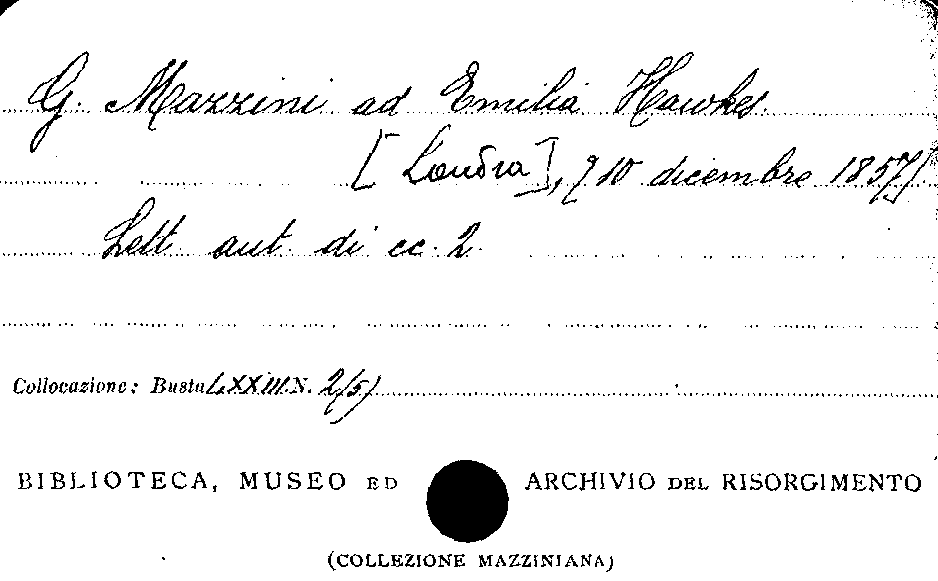 G. Mazzini ad Emilia Hawkes.
[Londra], [10 dicembre 1857]
Lett. aut. di cc. 2.
Collocazione: Busta LXXIII N. 2(5)
BIBLIOTECA, MUSEO ED ARCHIVIO DEL RISORGIMENTO
(COLLEZIONE MAZZINIANA)